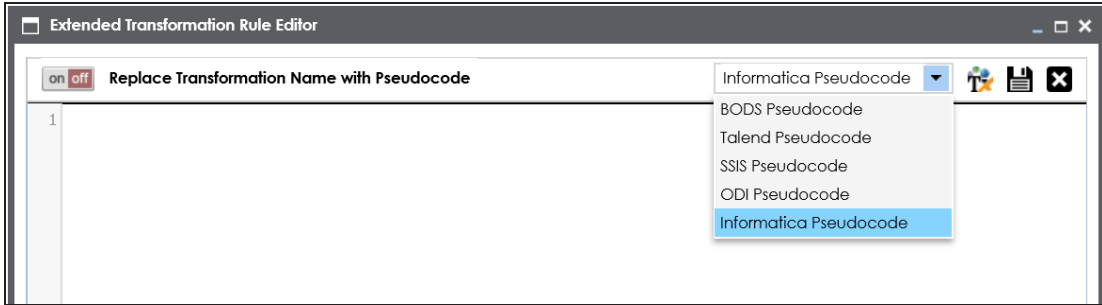 Extended Transformation Rule Editor
on off Replace Transformation Name with Pseudocode Informatica Pseudocode
1
BODS Pseudocode
Talend Pseudocode
SSIS Pseudocode
ODI Pseudocode
Informatica Pseudocode